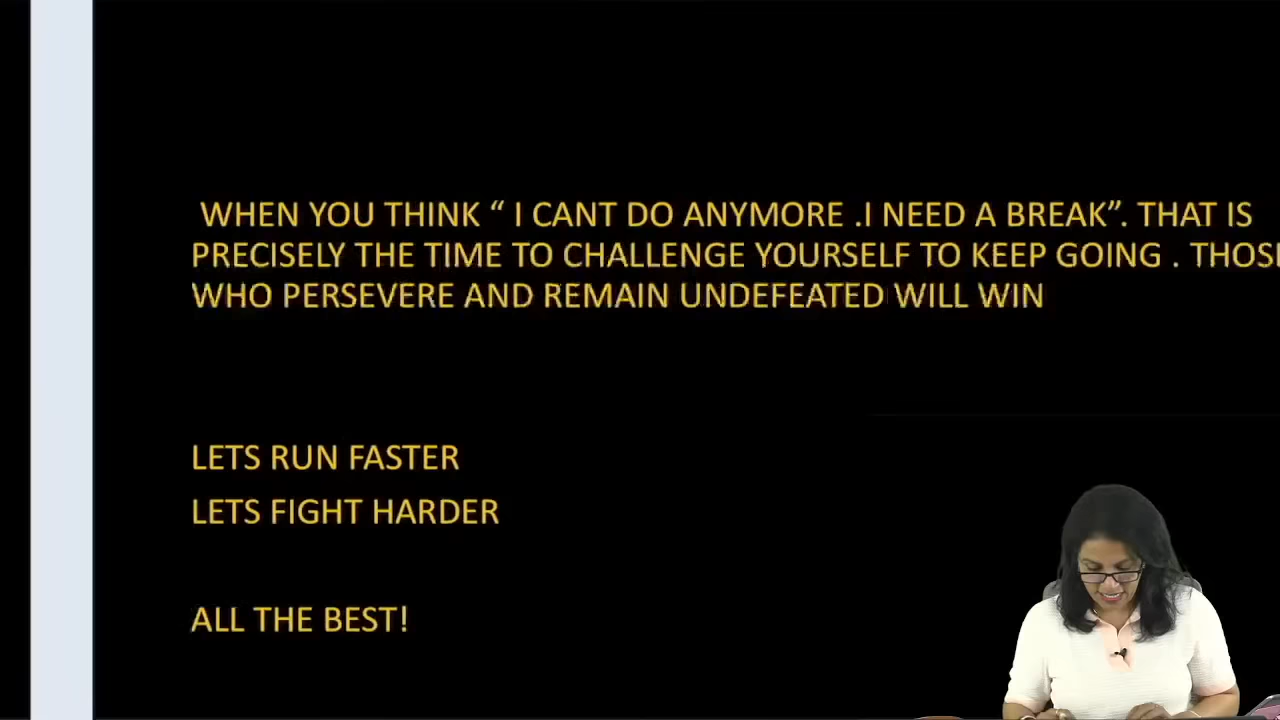 WHEN YOU THINK “ I CANT DO ANYMORE .I NEED A BREAK”. THAT IS
PRECISELY THE TIME TO CHALLENGE YOURSELF TO KEEP GOING . THOSE
WHO PERSEVERE AND REMAIN UNDEFEATED WILL WIN
LETS RUN FASTER
LETS FIGHT HARDER
ALL THE BEST!